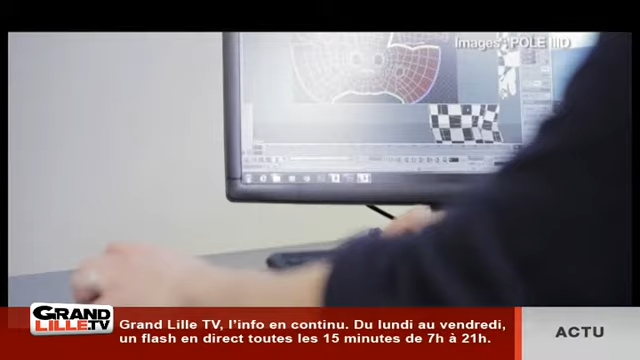 Images : POLE IIID
GRAND
LILLE.TV
Grand Lille TV, l'info en continu. Du lundi au vendredi,
un flash en direct toutes les 15 minutes de 7h à 21h.
ACTU